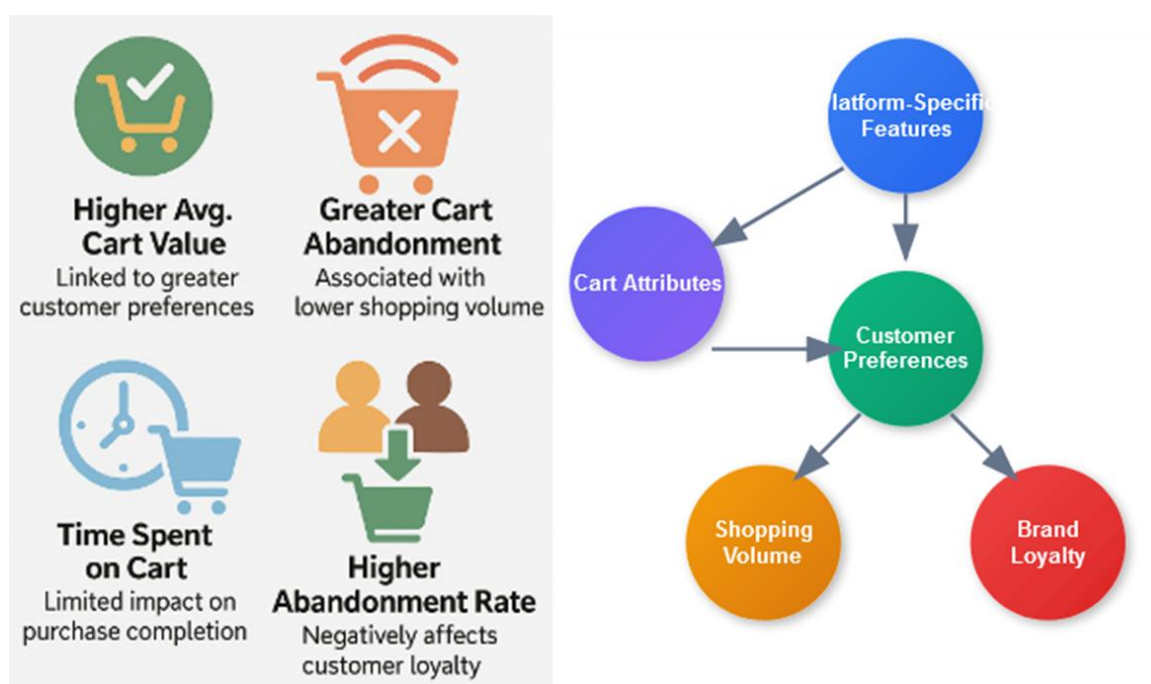 Higher Avg.
Cart Value
Linked to greater
customer preferences
Greater Cart
Abandonment
Associated with
lower shopping volume
Time Spent
on Cart
Limited impact on
purchase completion
Higher
Abandonment Rate
Negatively affects
customer loyalty
latform-Specific
Features
Cart Attributes
Customer
Preferences
Shopping
Volume
Brand
Loyalty